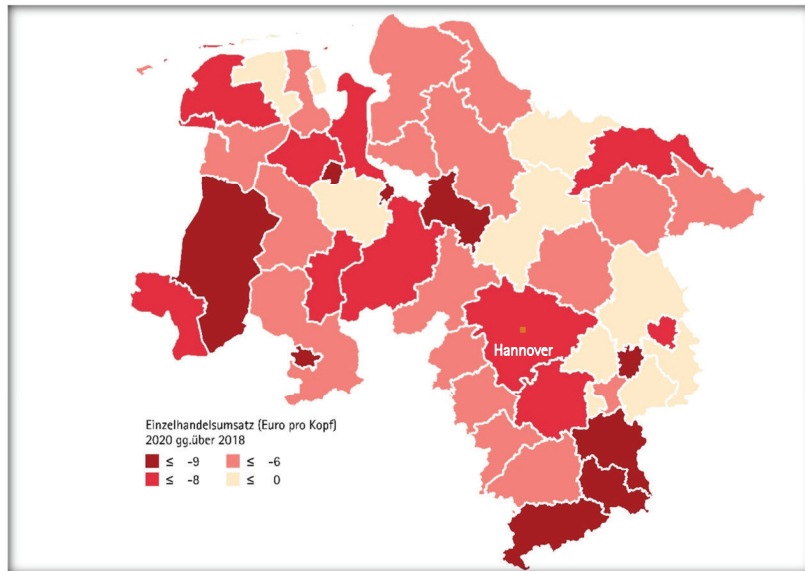 Hannover
Einzelhandelsumsatz (Euro pro Kopf)
2020 gg.über 2018
≤ -9 ≤ -6
≤ -8 ≤ 0